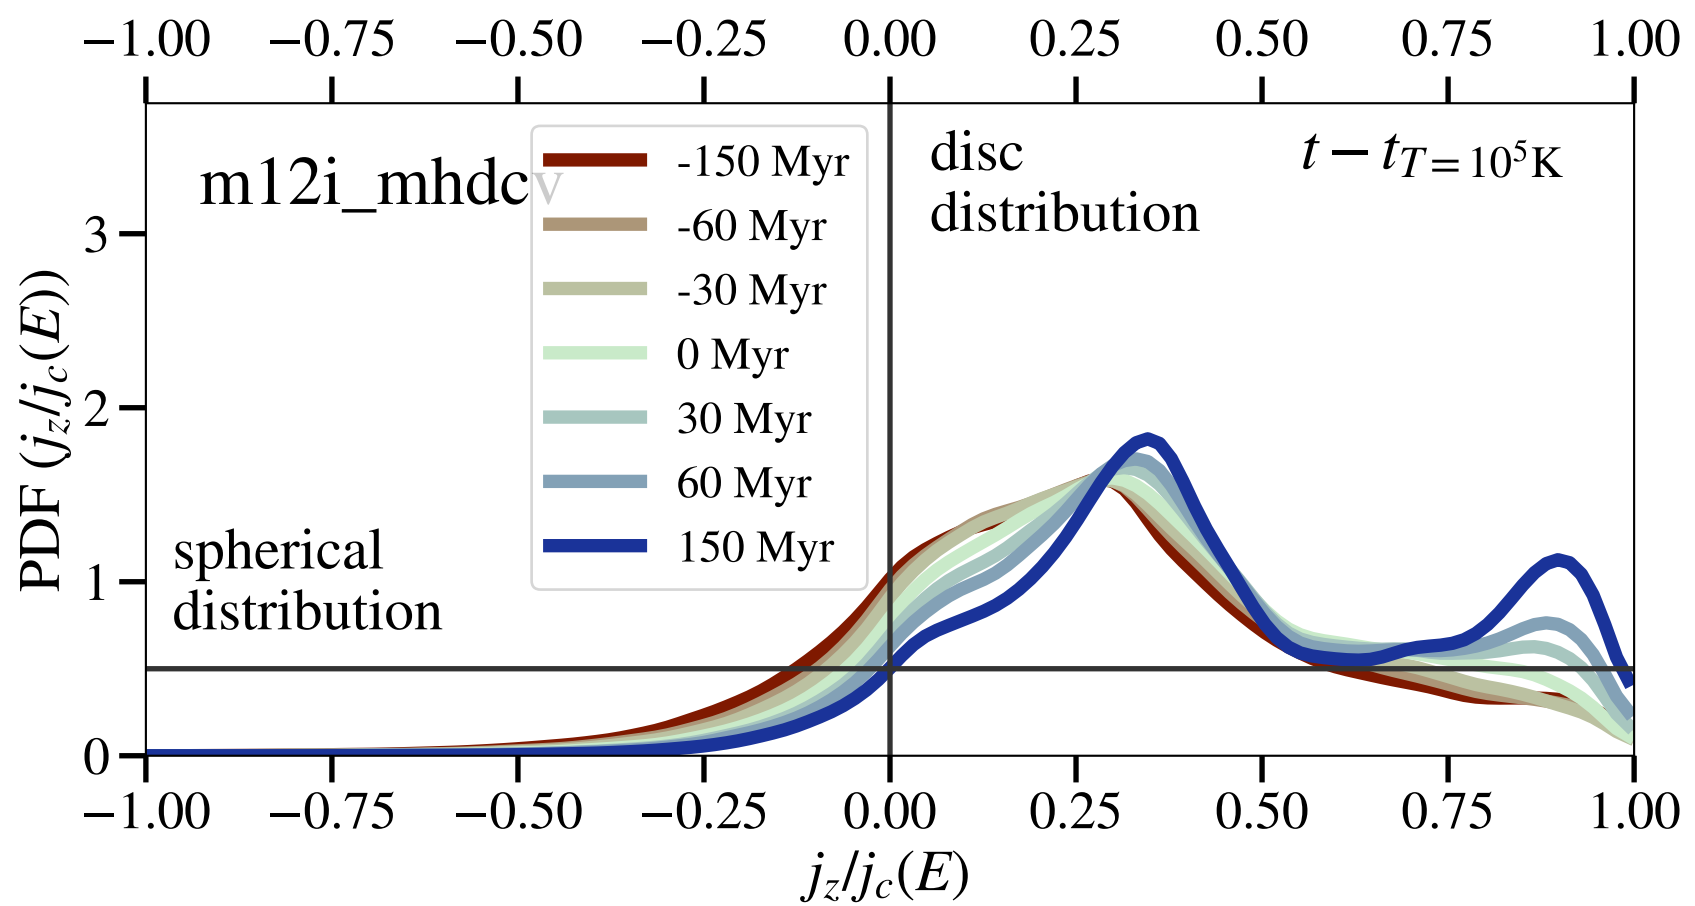 −1.00 −0.75 −0.50 −0.25 0.00 0.25 0.50 0.75 1.00
m12i_mhdcv
-150 Myr
-60 Myr
-30 Myr
0 Myr
30 Myr
60 Myr
150 Myr
disc
distribution
t − t_{T=10^5K}
spherical
distribution
PDF (j_z/j_c(E))
3
2
1
0
−1.00 −0.75 −0.50 −0.25 0.00 0.25 0.50 0.75 1.00
j_z/j_c(E)